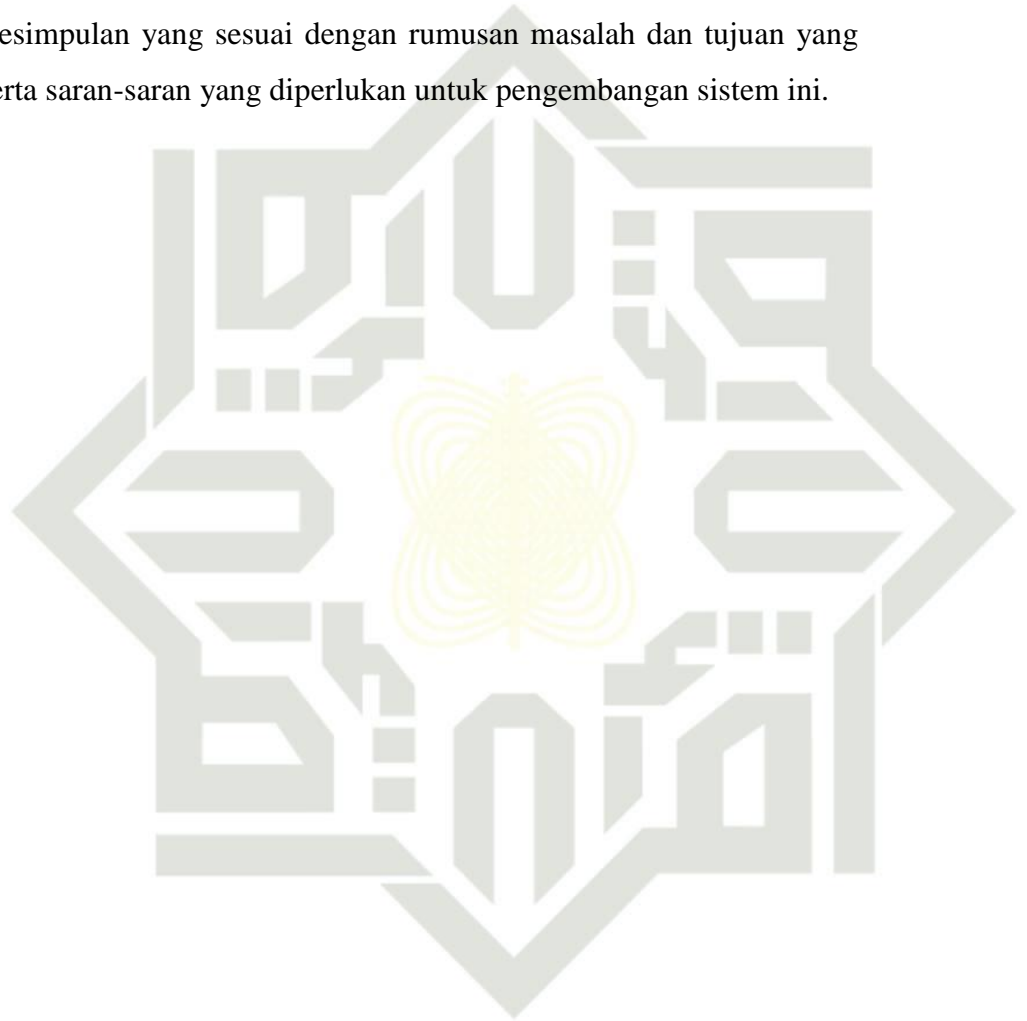 esimpulan yang sesuai dengan rumusan masalah dan tujuan yang
erta saran-saran yang diperlukan untuk pengembangan sistem ini.